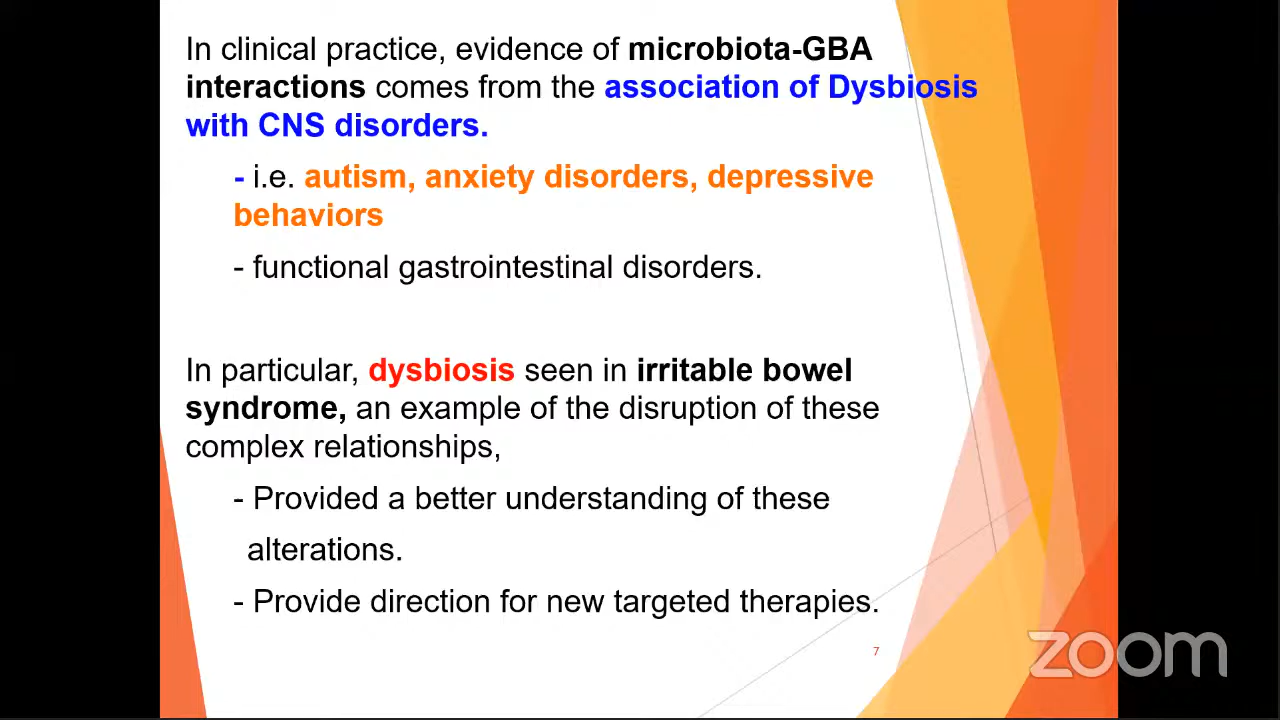 In clinical practice, evidence of microbiota-GBA
interactions comes from the association of Dysbiosis
with CNS disorders.
- i.e. autism, anxiety disorders, depressive
behaviors
- functional gastrointestinal disorders.
In particular, dysbiosis seen in irritable bowel
syndrome, an example of the disruption of these
complex relationships,
- Provided a better understanding of these
alterations.
- Provide direction for new targeted therapies.
7
zoom